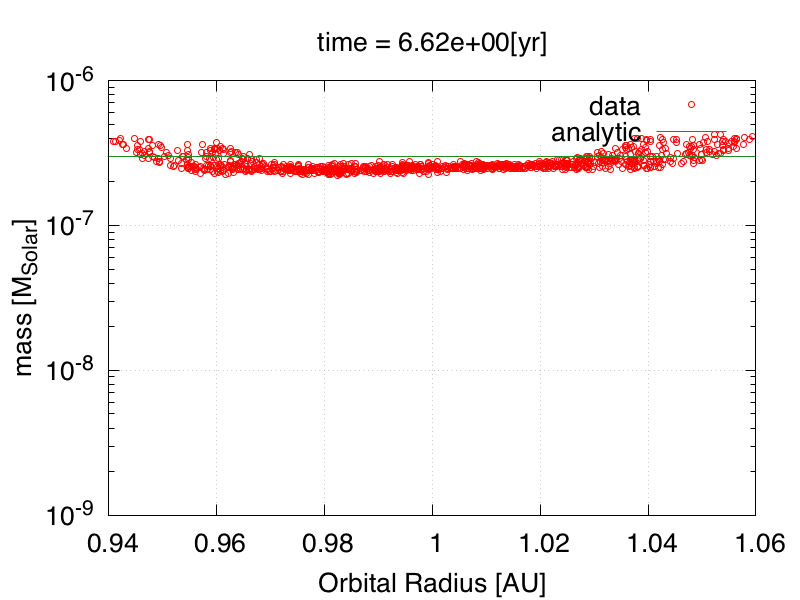 time = 6.62e+00[yr]
data
analytic
10^-6
10^-7
10^-8
10^-9
mass [M_Solar]
0.94 0.96 0.98 1 1.02 1.04 1.06
Orbital Radius [AU]